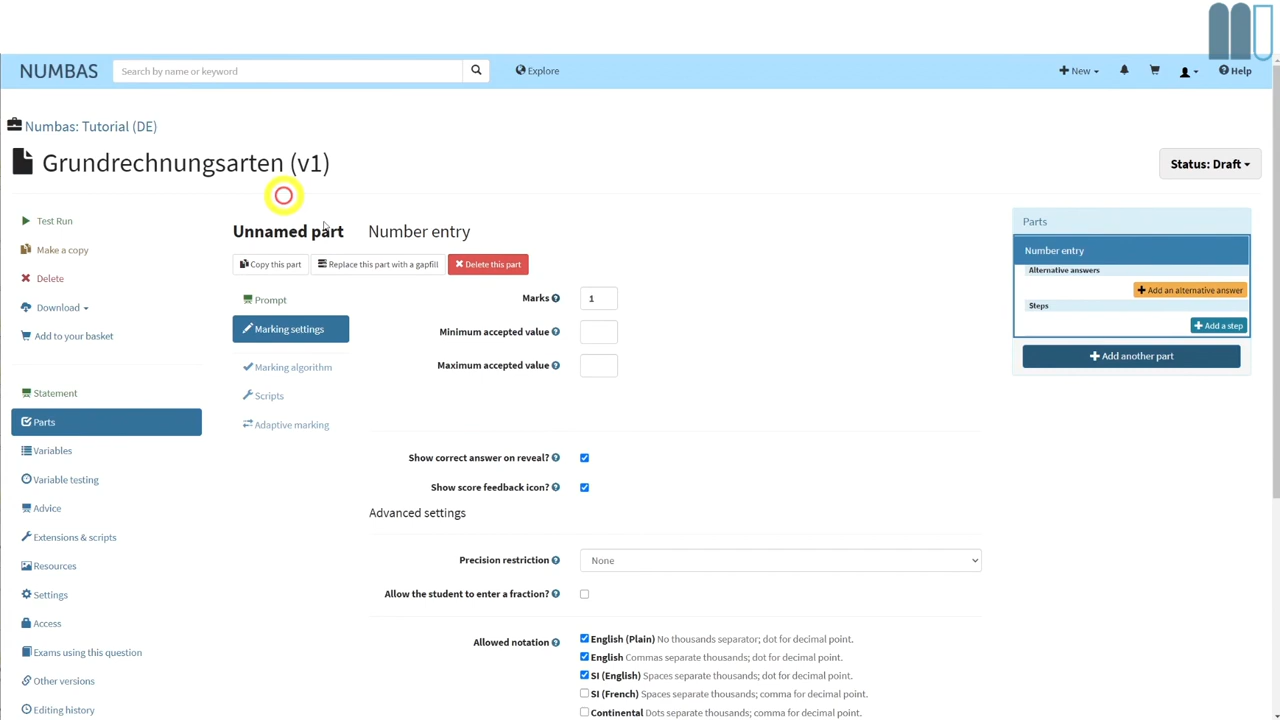 NUMBAS
Search by name or keyword
Explore
New
Help
Numbas: Tutorial (DE)
Grundrechnungsarten (v1)
Status: Draft
Test Run
Make a copy
Delete
Download
Add to your basket
Statement
Parts
Variables
Variable testing
Advice
Extensions & scripts
Resources
Settings
Access
Exams using this question
Other versions
Editing history
Unnamed part
Number entry
Copy this part
Replace this part with a gapfill
Delete this part
Prompt
Marking settings
Marking algorithm
Scripts
Adaptive marking
Marks
1
Minimum accepted value
Maximum accepted value
Show correct answer on reveal?
Show score feedback icon?
Advanced settings
Precision restriction
None
Allow the student to enter a fraction?
Allowed notation
English (Plain) No thousands separator; dot for decimal point.
English Commas separate thousands; dot for decimal point.
SI (English) Spaces separate thousands; dot for decimal point.
SI (French) Spaces separate thousands; comma for decimal point.
Continental Dots separate thousands; comma for decimal point.
Parts
Number entry
Alternative answers
Add an alternative answer
Steps
Add a step
Add another part